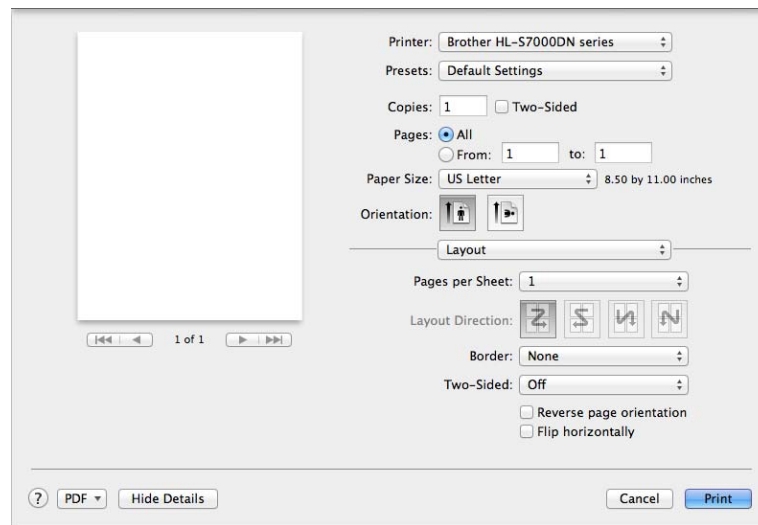 Printer: Brother HL-S7000DN series
Presets: Default Settings
Copies: 1 Two-Sided
Pages: All
From: 1 to: 1
Paper Size: US Letter 8.50 by 11.00 inches
Orientation:
Layout
Pages per Sheet: 1
Layout Direction:
1 of 1
Border: None
Two-Sided: Off
Reverse page orientation
Flip horizontally
? PDF Hide Details Cancel Print